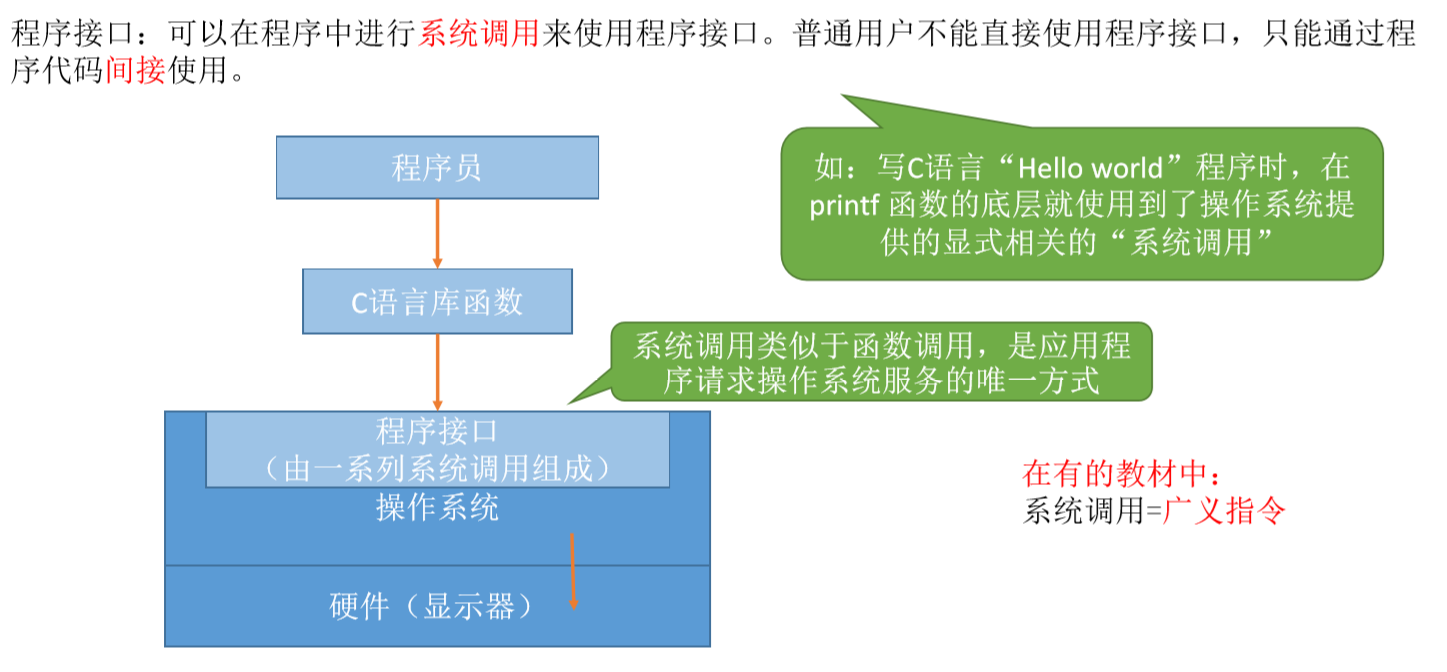 程序接口：可以在程序中进行系统调用来使用程序接口。普通用户不能直接使用程序接口，只能通过程
序代码间接使用。
程序员
如：写C语言“Hello world”程序时，在
printf 函数的底层就使用到了操作系统提
供的显式相关的“系统调用”
C语言库函数
系统调用类似于函数调用，是应用程
序请求操作系统服务的唯一方式
程序接口
（由一系列系统调用组成）
操作系统
在有的教材中：
系统调用=广义指令
硬件（显示器）